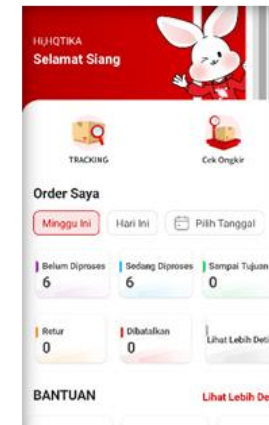 Hi,HQTIKA
Selamat Siang
TRACKING
Cek Ongkir
Order Saya
Minggu Ini
Hari Ini
Pilih Tanggal
Belum Diproses
6
Sedang Diproses
6
Sampai Tujuan
0
Retur
0
Dibatalkan
0
Lihat Lebih Deti
BANTUAN
Lihat Lebih De